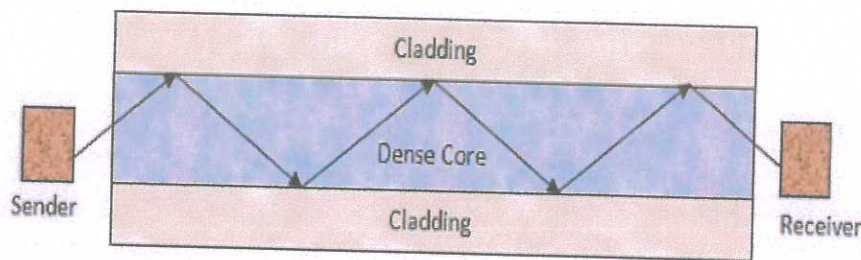 Cladding
Dense Core
Sender
Cladding
Receiver